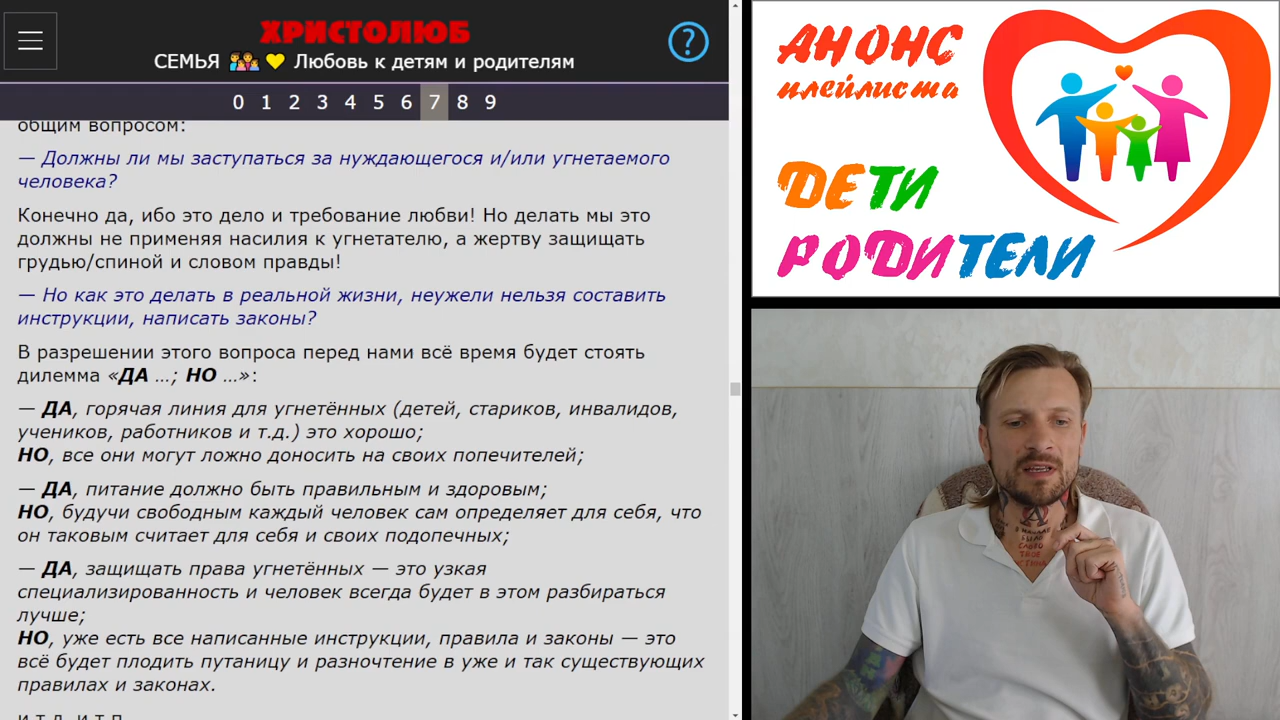 ХРИСТОЛЮБ
СЕМЬЯ 👨‍👩‍👧‍👦 💛 Любовь к детям и родителям
?
0 1 2 3 4 5 6 7 8 9
общим вопросом:
— Должны ли мы заступаться за нуждающегося и/или угнетаемого
человека?
Конечно да, ибо это дело и требование любви! Но делать мы это
должны не применяя насилия к угнетателю, а жертву защищать
грудью/спиной и словом правды!
— Но как это делать в реальной жизни, неужели нельзя составить
инструкции, написать законы?
В разрешении этого вопроса перед нами всё время будет стоять
дилемма «ДА ...; НО ...»:
— ДА, горячая линия для угнетённых (детей, стариков, инвалидов,
учеников, работников и т.д.) это хорошо;
НО, все они могут ложно доносить на своих попечителей;
— ДА, питание должно быть правильным и здоровым;
НО, будучи свободным каждый человек сам определяет для себя, что
он таковым считает для себя и своих подопечных;
— ДА, защищать права угнетённых — это узкая
специализированность и человек всегда будет в этом разбираться
лучше;
НО, уже есть все написанные инструкции, правила и законы — это
всё будет плодить путаницу и разночтение в уже и так существующих
правилах и законах.
и т.д. и т.п.
АНОНС
плейлиста
ДЕТИ
РОДИТЕЛИ
В НАЧАЛЕ
БЫЛО
СЛОВО